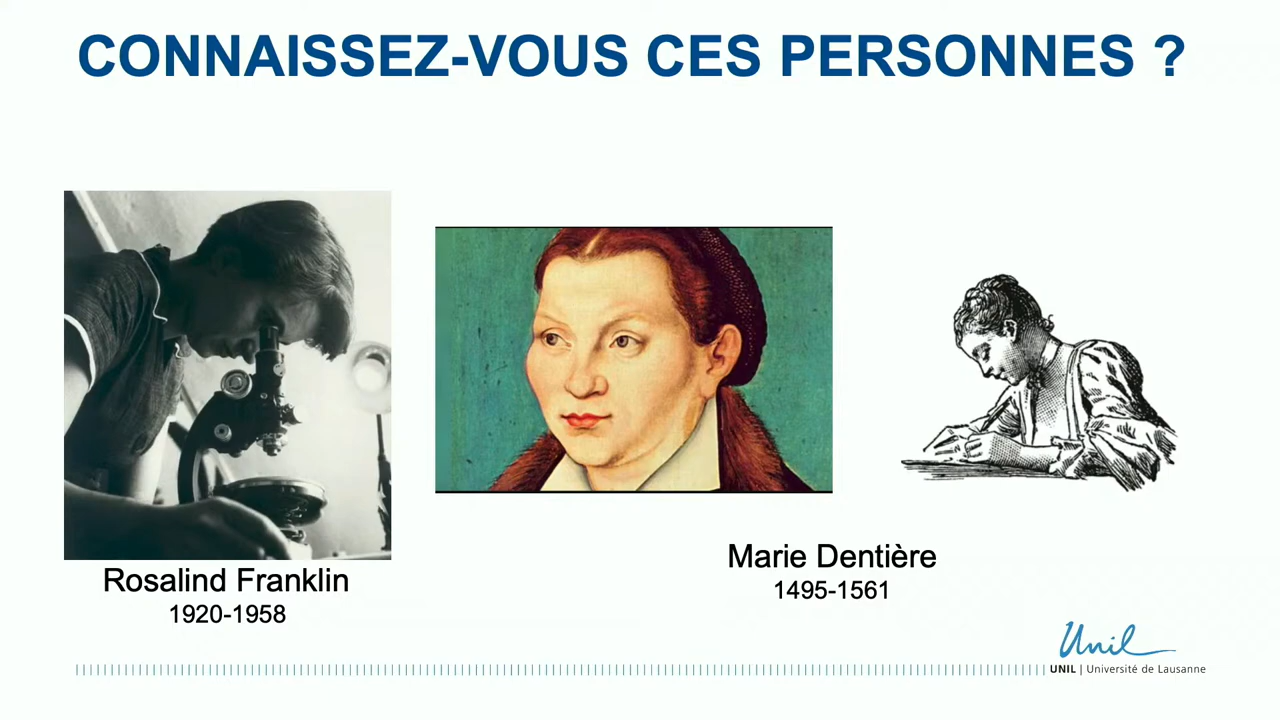 CONNAISSEZ-VOUS CES PERSONNES ?
Rosalind Franklin
1920-1958
Marie Dentière
1495-1561
Unil
UNIL | Université de Lausanne